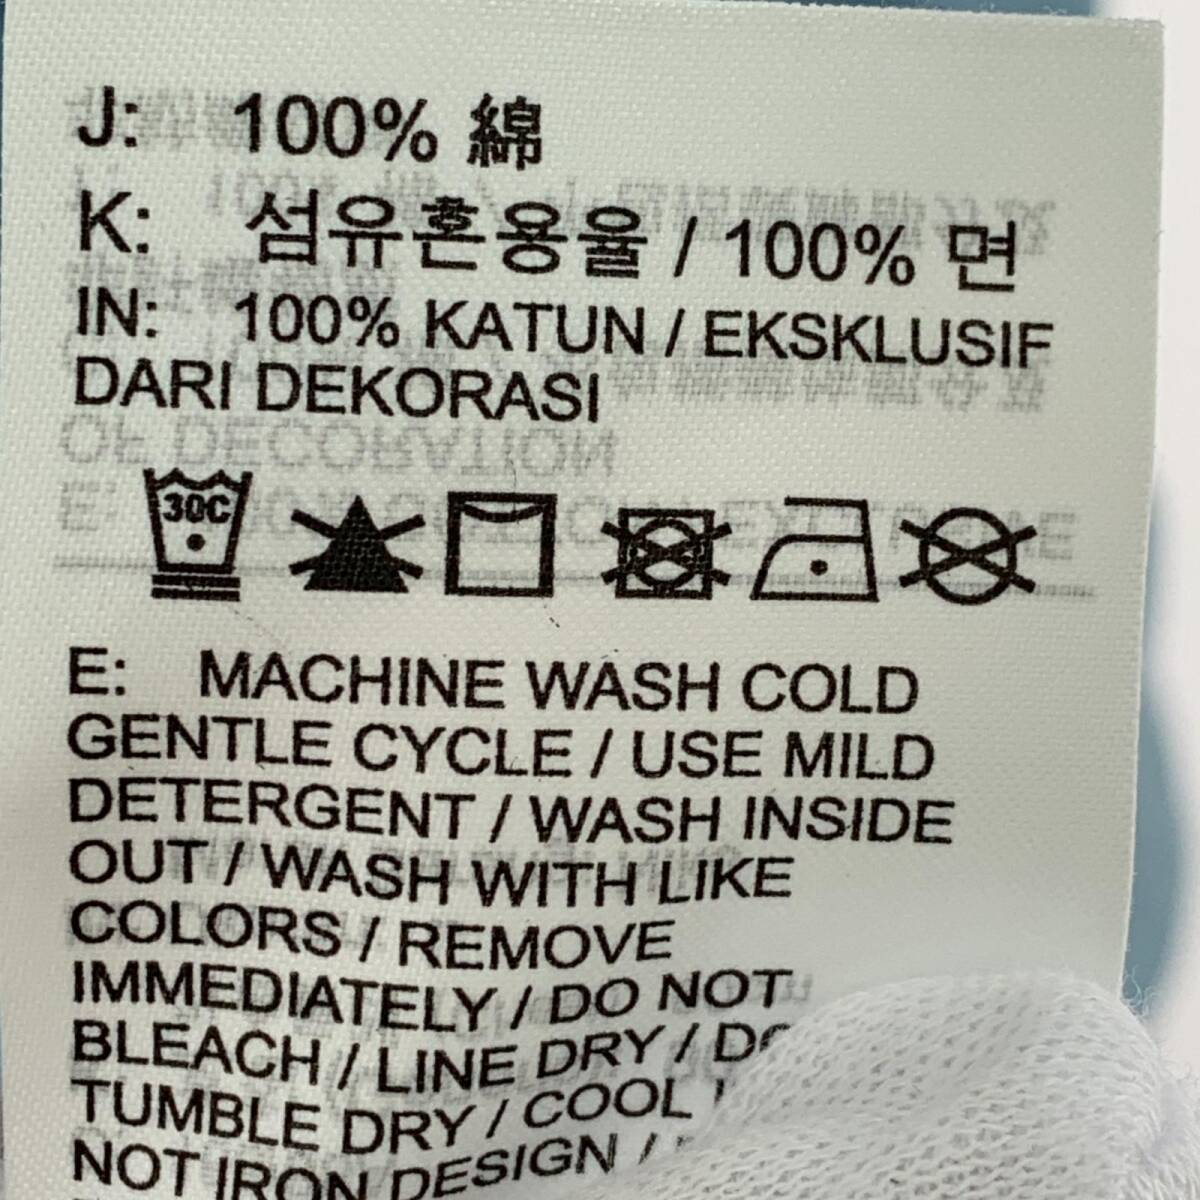 J: 100% 綿
K: 섬유혼용율 / 100% 면
IN: 100% KATUN / EKSKLUSIF
DARI DEKORASI
30C
E: MACHINE WASH COLD
GENTLE CYCLE / USE MILD
DETERGENT / WASH INSIDE
OUT / WASH WITH LIKE
COLORS / REMOVE
IMMEDIATELY / DO NOT
BLEACH / LINE DRY /
TUMBLE DRY / COOL
NOT IRON DESIGN /